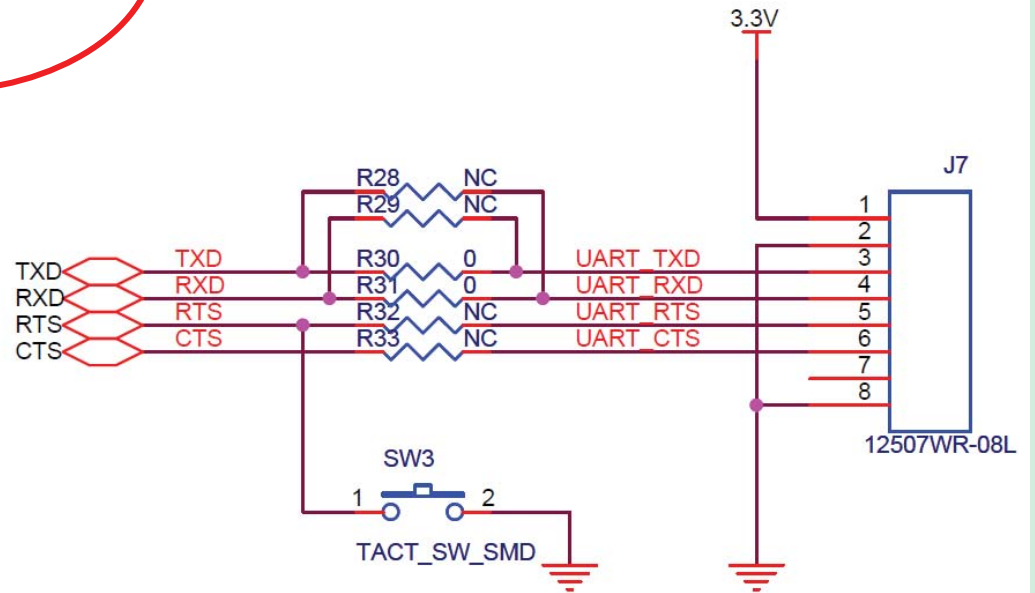 3.3V
J7
R28 NC
R29 NC
1
2
TXD TXD R30 0 UART_TXD 3
RXD RXD R31 0 UART_RXD 4
RTS RTS R32 NC UART_RTS 5
CTS CTS R33 NC UART_CTS 6
7
8
12507WR-08L
SW3
1 2
TACT_SW_SMD